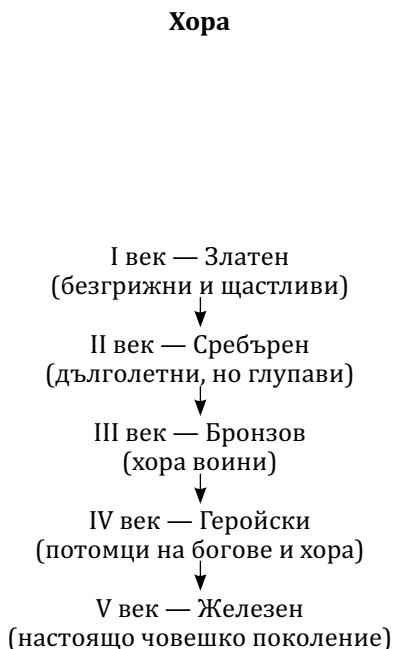 Хора
I век — Златен
(безгрижни и щастливи)
II век — Сребърен
(дълголетни, но глупави)
III век — Бронзов
(хора воини)
IV век — Геройски
(потомци на богове и хора)
V век — Железен
(настоящо човешко поколение)